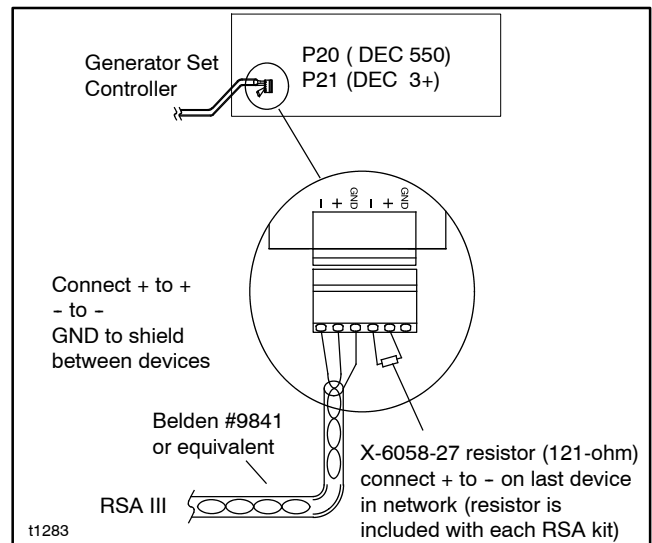 Generator Set
Controller
P20 ( DEC 550)
P21 (DEC 3+)
− + GND − + GND
Connect + to +
- to -
GND to shield
between devices
Belden #9841
or equivalent
RSA III
X-6058-27 resistor (121-ohm)
connect + to - on last device
in network (resistor is
included with each RSA kit)
t1283